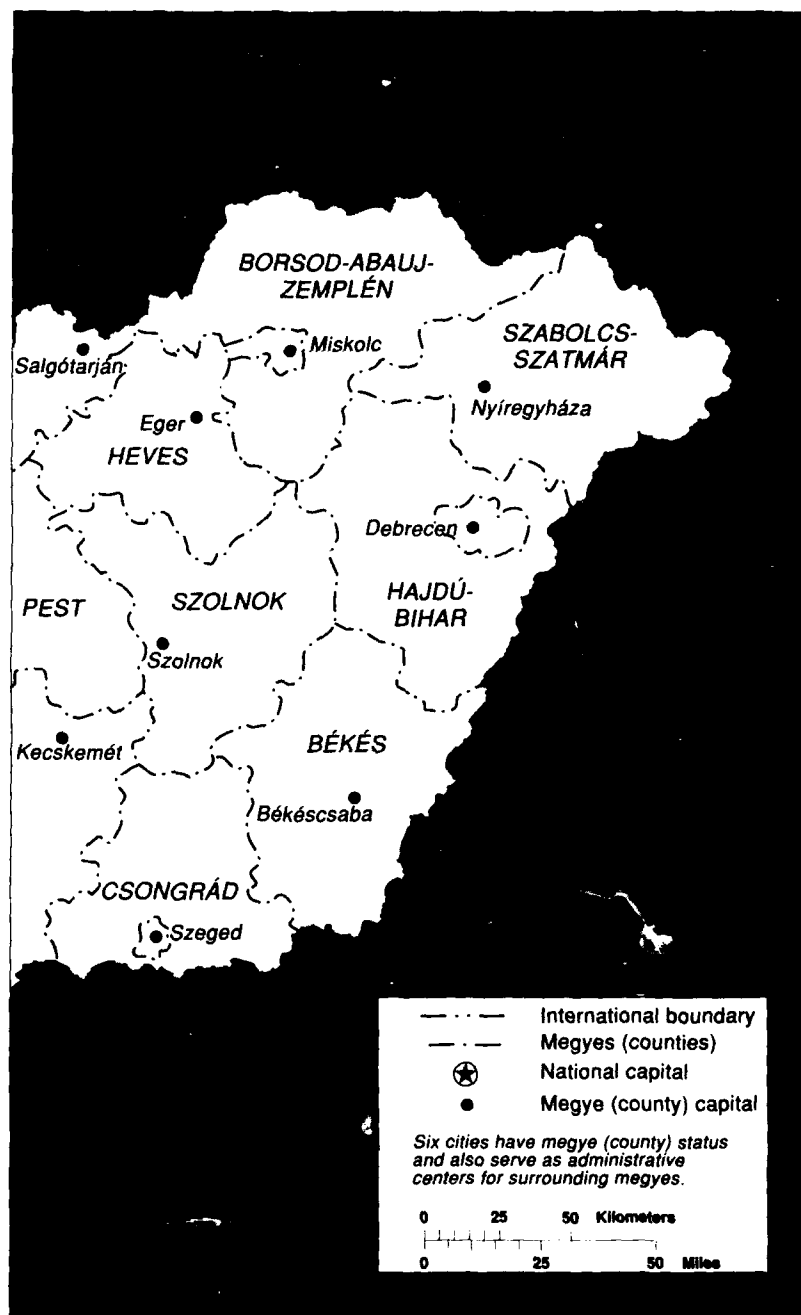 BORSOD-ABAUJ-
ZEMPLÉN
SZABOLCS-
SZATMÁR
Miskolc
Salgótarján
Nyíregyháza
Eger
HEVES
Debrecen
HAJDÚ-
BIHAR
PEST
SZOLNOK
Szolnok
Kecskemét
BÉKÉS
Békéscsaba
CSONGRÁD
Szeged
International boundary
Megyes (counties)
National capital
Megye (county) capital
Six cities have megye (county) status
and also serve as administrative
centers for surrounding megyes.
0 25 50 Kilometers
0 25 50 Miles